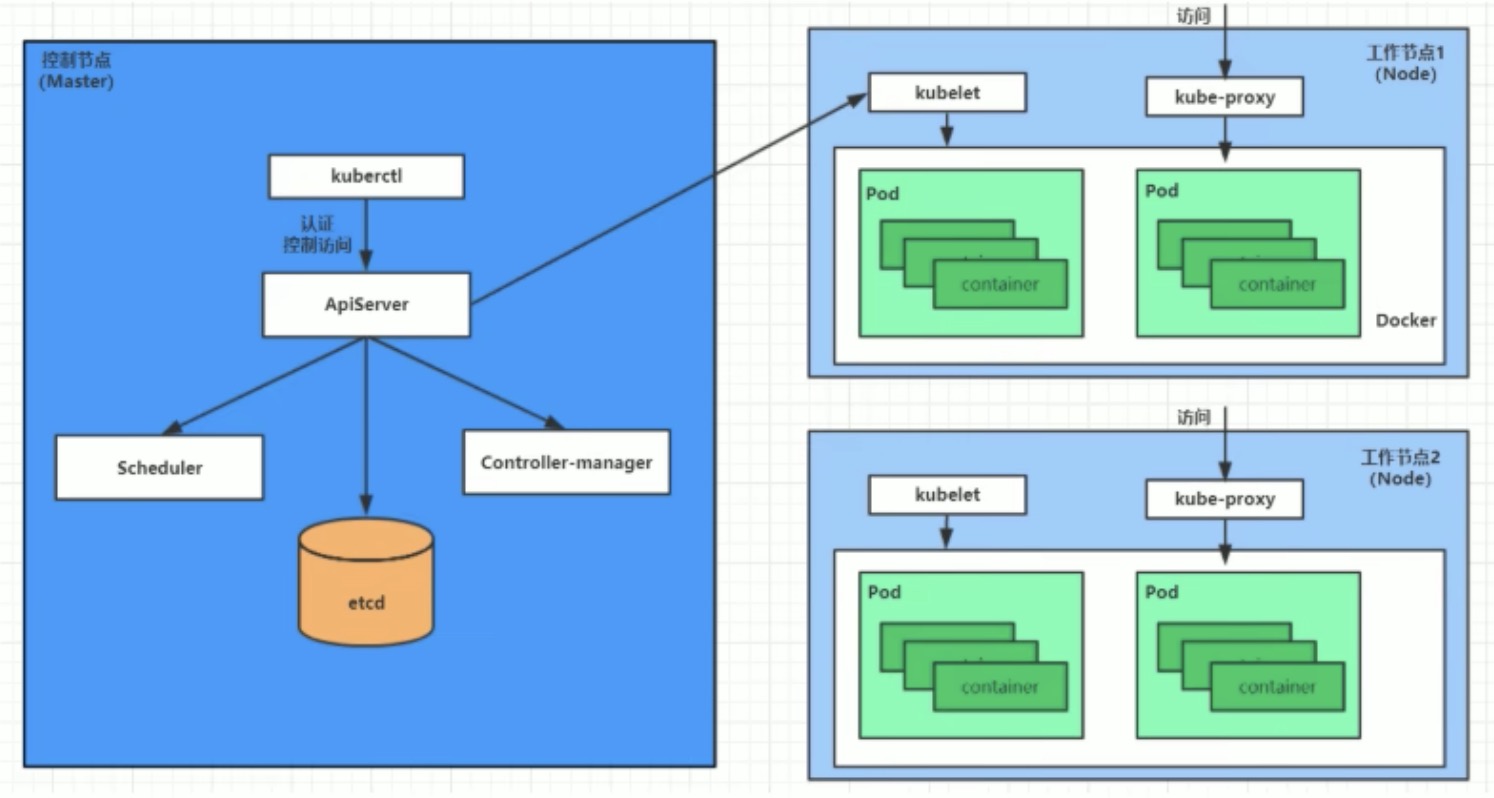 控制节点
(Master)
kuberctl
认证
控制访问
ApiServer
Scheduler
Controller-manager
etcd
访问
工作节点1
(Node)
kubelet
kube-proxy
Pod
container
Pod
container
Docker
访问
工作节点2
(Node)
kubelet
kube-proxy
Pod
container
Pod
container